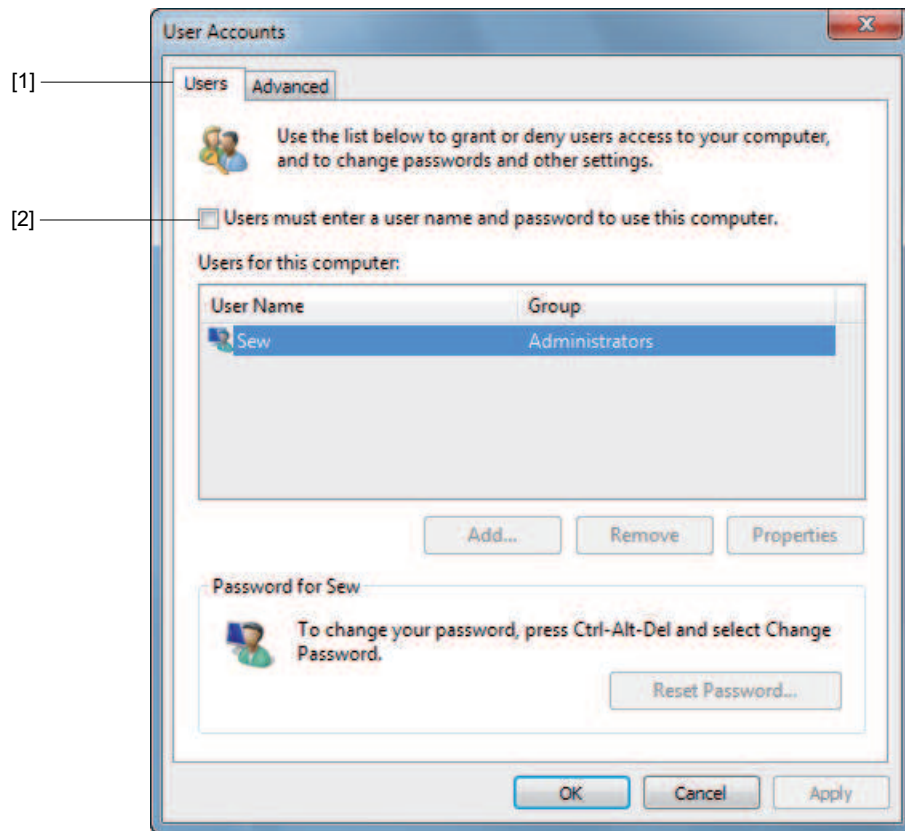 User Accounts
[1]
Users
Advanced
Use the list below to grant or deny users access to your computer,
and to change passwords and other settings.
[2]
Users must enter a user name and password to use this computer.
Users for this computer:
User Name Group
Sew Administrators
Add... Remove Properties
Password for Sew
To change your password, press Ctrl-Alt-Del and select Change
Password.
Reset Password...
OK Cancel Apply